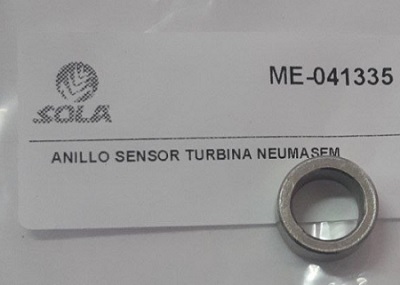 SOLA
ME-041335
ANILLO SENSOR TURBINA NEUMASEM